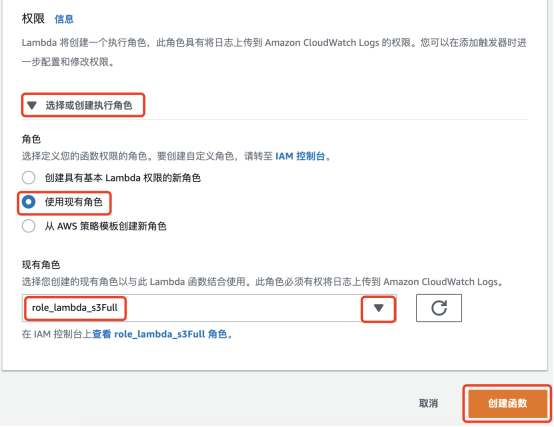 权限 信息
Lambda 将创建一个执行角色，此角色具有将日志上传到 Amazon CloudWatch Logs 的权限。您可以在添加触发器时进
一步配置和修改权限。
▼ 选择或创建执行角色
角色
选择定义您的函数权限的角色。要创建自定义角色，请转至 IAM 控制台。
创建具有基本 Lambda 权限的新角色
使用现有角色
从 AWS 策略模板创建新角色
现有角色
选择您创建的现有角色以与此 Lambda 函数结合使用。此角色必须有权将日志上传到 Amazon CloudWatch Logs。
role_lambda_s3Full
在 IAM 控制台上查看 role_lambda_s3Full 角色。
取消 创建函数